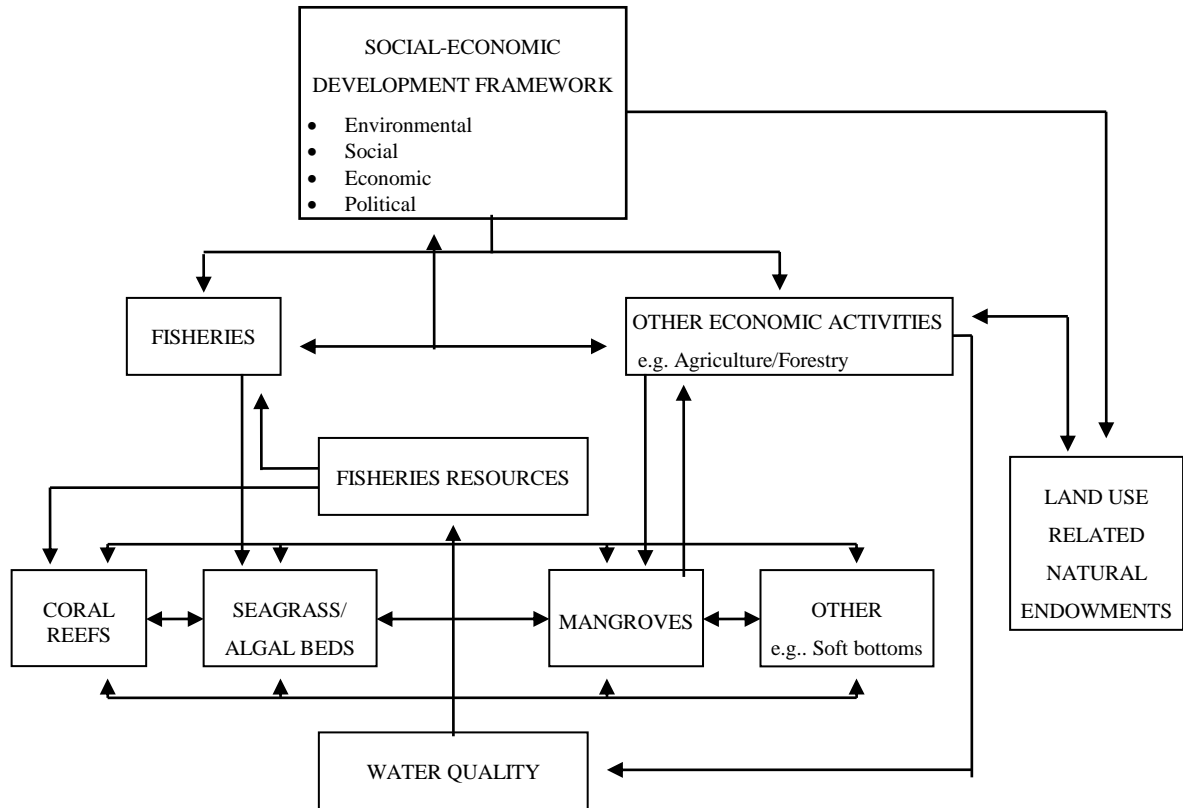 SOCIAL-ECONOMIC
DEVELOPMENT FRAMEWORK
• Environmental
• Social
• Economic
• Political
FISHERIES
OTHER ECONOMIC ACTIVITIES
e.g. Agriculture/Forestry
FISHERIES RESOURCES
LAND USE
RELATED
NATURAL
ENDOWMENTS
CORAL
REEFS
SEAGRASS/
ALGAL BEDS
MANGROVES
OTHER
e.g.. Soft bottoms
WATER QUALITY